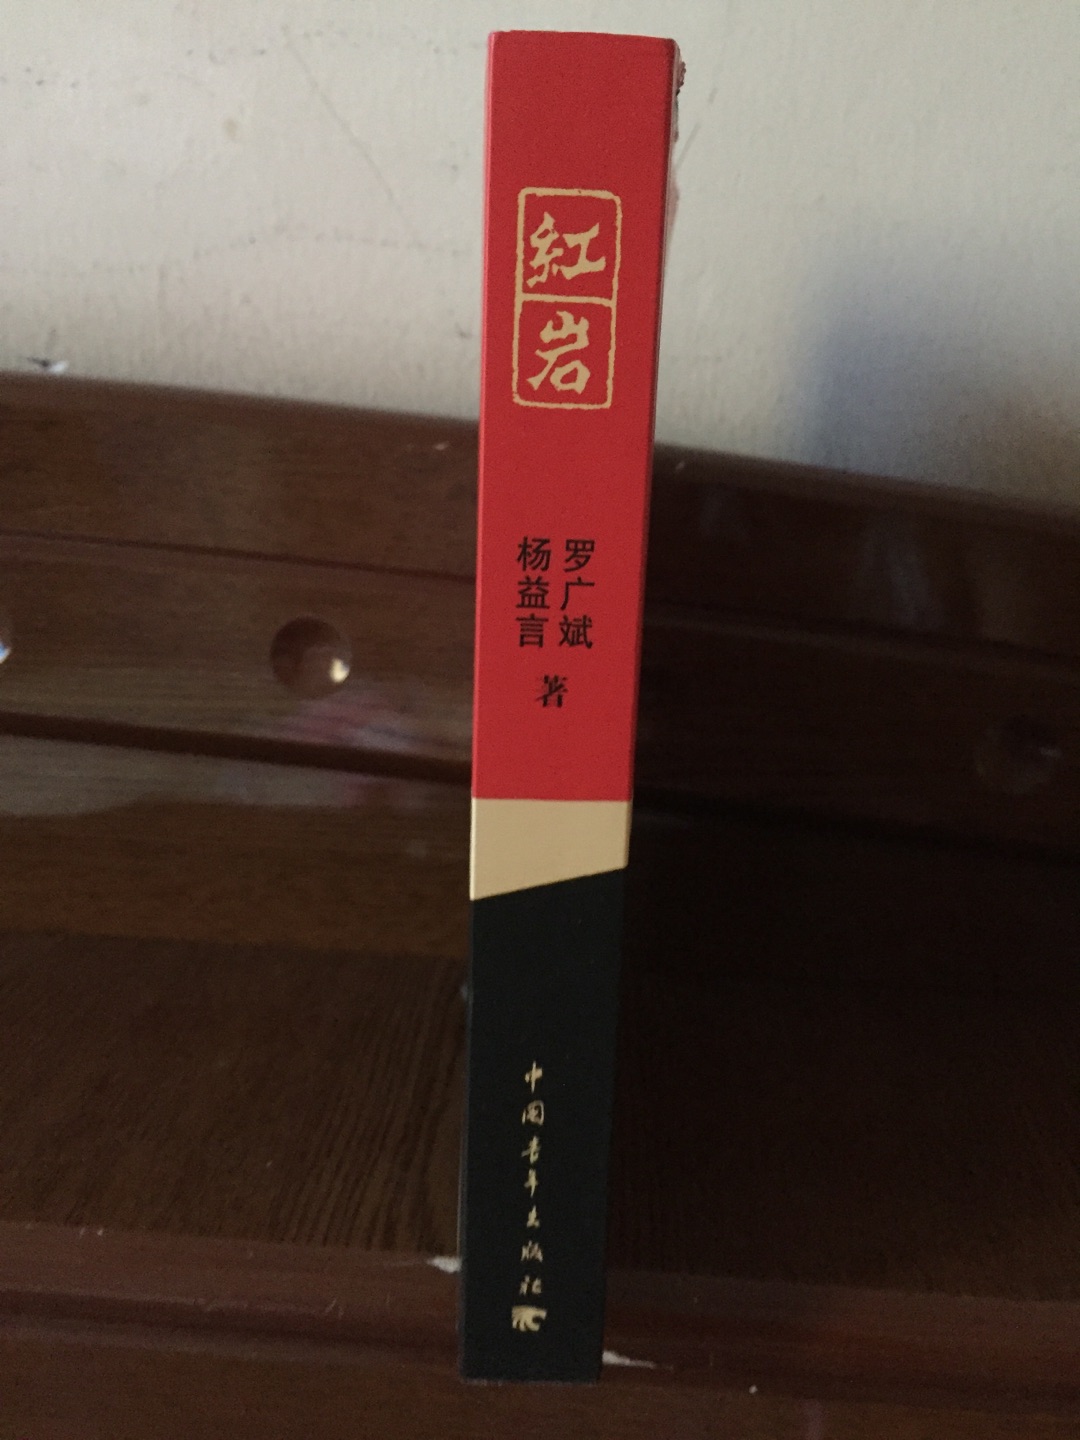 紅岩
罗广斌
杨益言
著
中国青年出版社